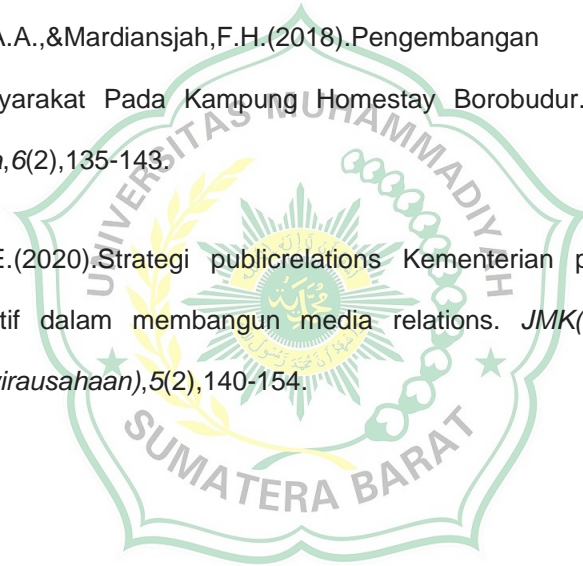 A.A.,&Mardiansjah,F.H.(2018).Pengembangan
yarakat Pada Kampung Homestay Borobudur.
,6(2),135-143.
E.(2020).Strategi publicrelations Kementerian p
tif dalam membangun media relations. JMK(
virausahaan),5(2),140-154.
UNIVERSITAS MUHAMMADIYAH
SUMATERA BARAT